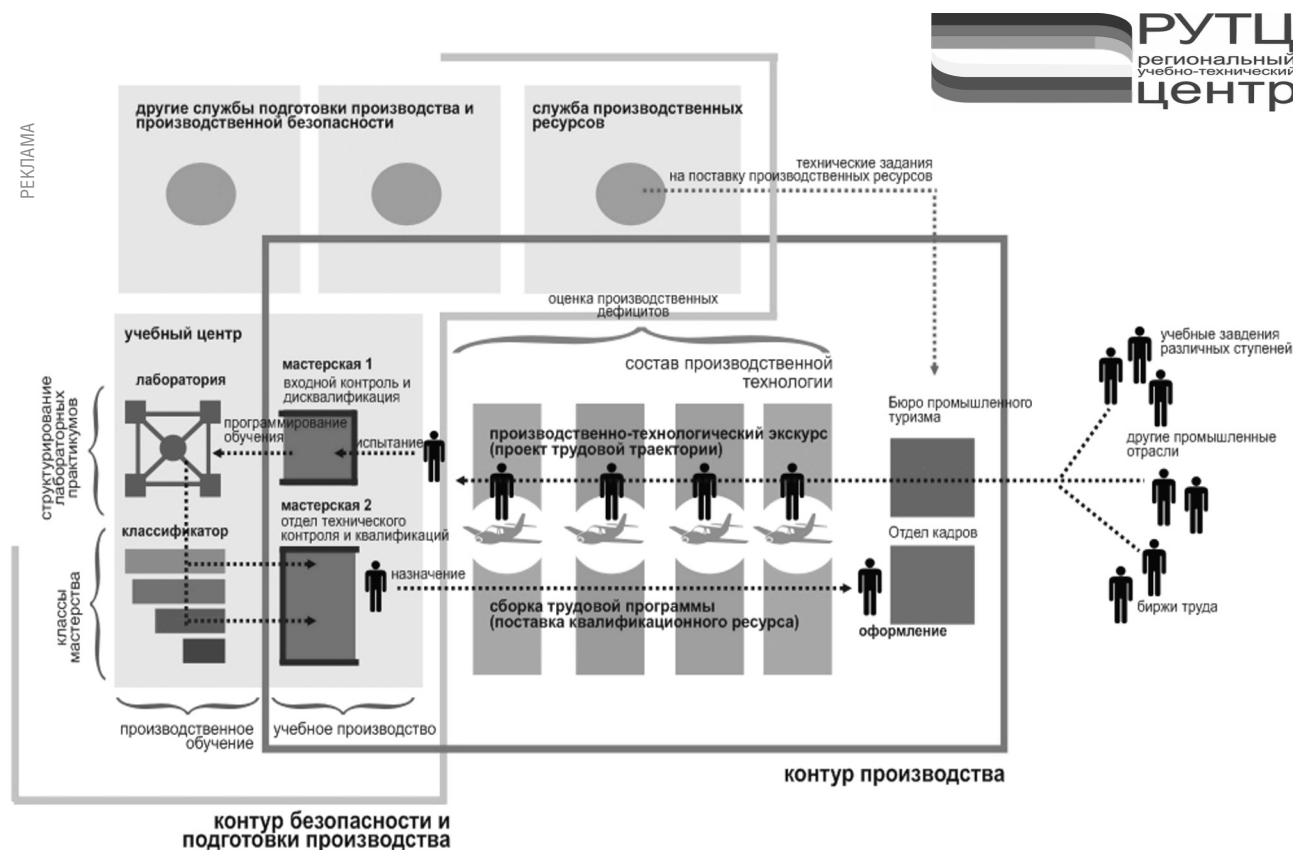 РУТЦ
региональный
учебно-технический
центр
РЕКЛАМА
другие службы подготовки производства и
производственной безопасности
служба производственных
ресурсов
технические задания
на поставку производственных ресурсов
оценка производственных
дефицитов
учебный центр
лаборатория
мастерская 1
входной контроль и
дисквалификация
состав производственной
технологии
учебные завдения
различных ступеней
структурирование
лабораторных
практикумов
программирование
обучения
испытание
производственно-технологический экскурс
(проект трудовой траектории)
Бюро промышленного
туризма
другие промышленные
отрасли
мастерская 2
отдел технического
контроля и квалификаций
классификатор
Отдел кадров
назначение
классы
мастерства
сборка трудовой программы
(поставка квалификационного ресурса)
оформление
биржи труда
производственное
обучение
учебное производство
контур производства
контур безопасности и
подготовки производства